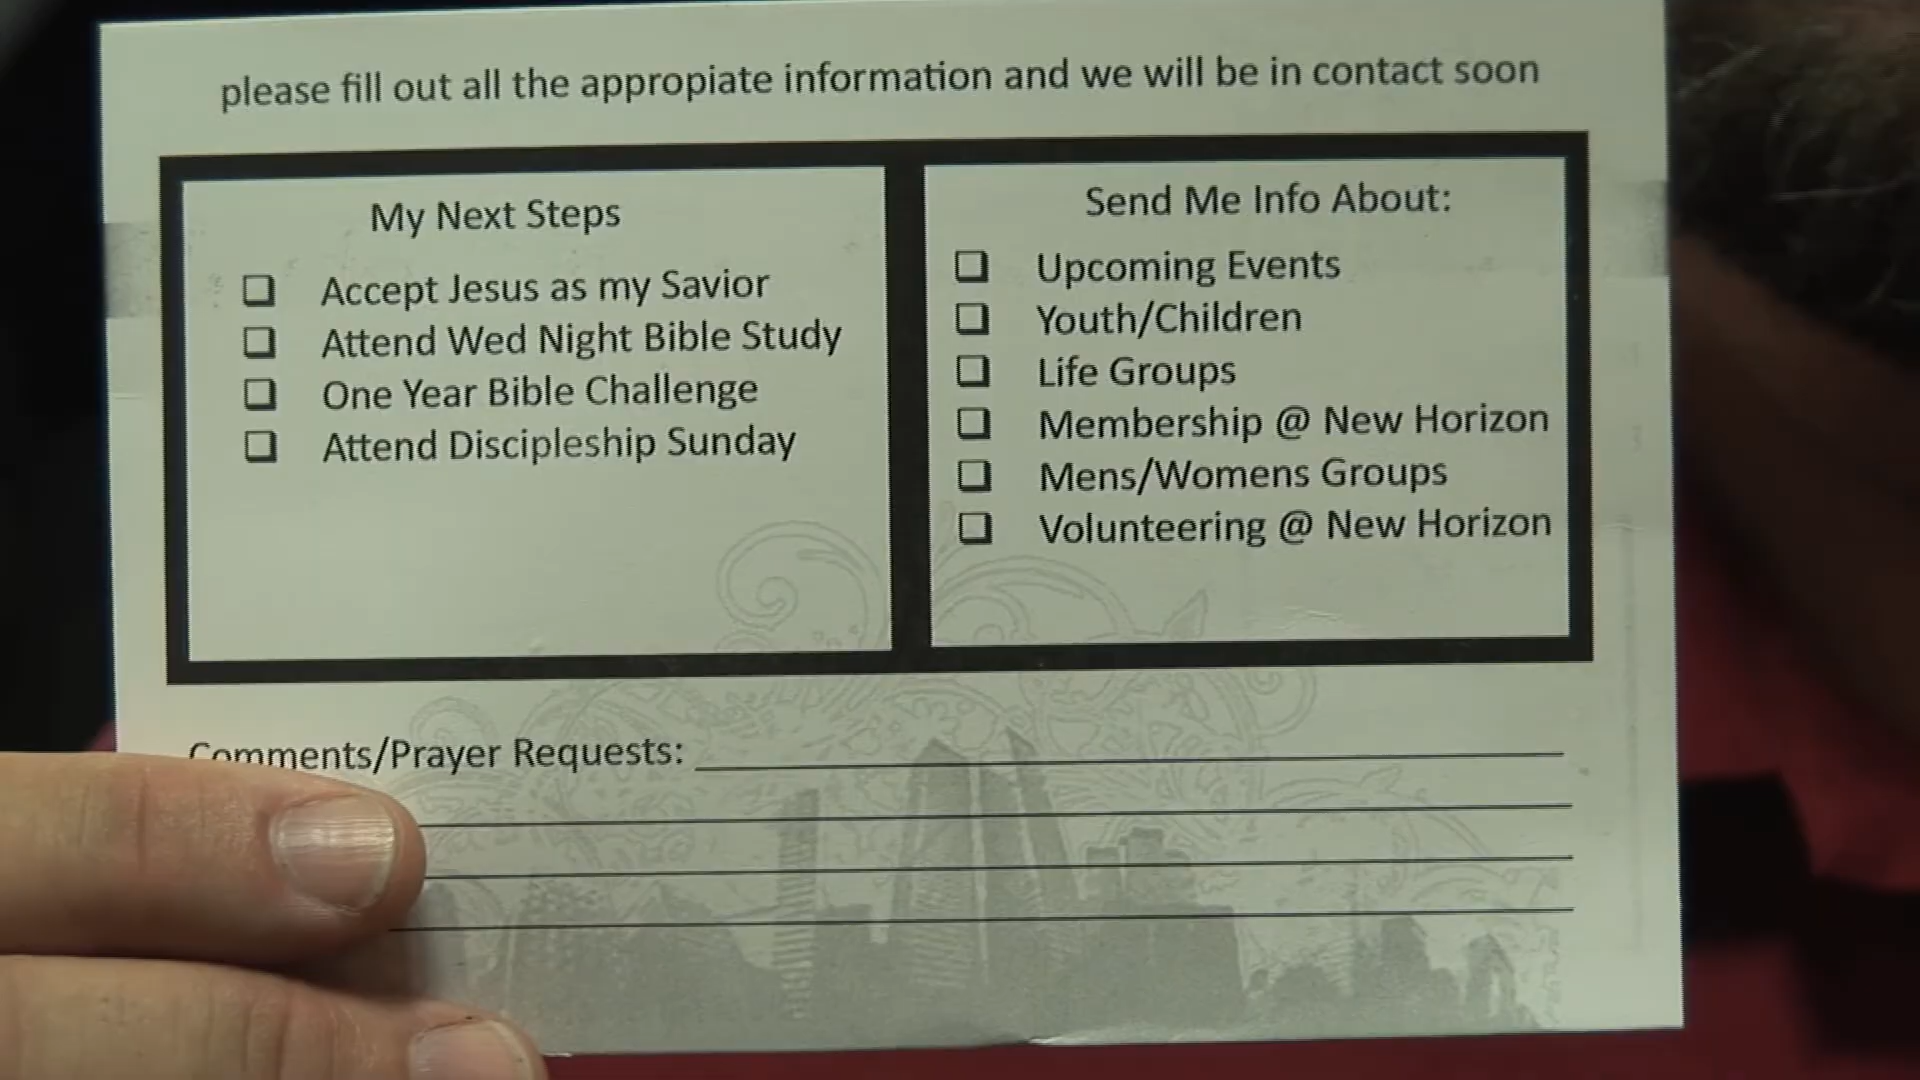 please fill out all the appropiate information and we will be in contact soon
My Next Steps
❏ Accept Jesus as my Savior
❏ Attend Wed Night Bible Study
❏ One Year Bible Challenge
❏ Attend Discipleship Sunday
Send Me Info About:
❏ Upcoming Events
❏ Youth/Children
❏ Life Groups
❏ Membership @ New Horizon
❏ Mens/Womens Groups
❏ Volunteering @ New Horizon
Comments/Prayer Requests: